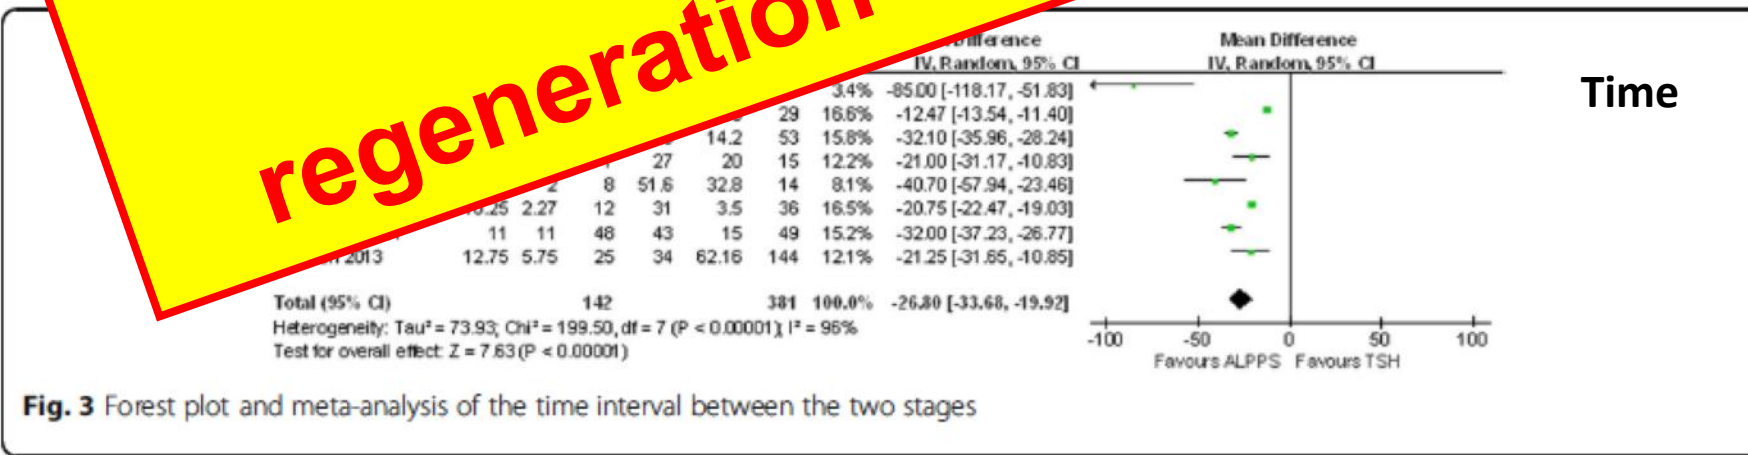 regeneration
Difference Mean Difference
IV, Random, 95% CI IV, Random, 95% CI
3.4% -85.00 [-118.17, -51.83]
Time
29 16.6% -12.47 [-13.54, -11.40]
14.2 53 15.8% -32.10 [-35.96, -28.24]
27 20 15 12.2% -21.00 [-31.17, -10.83]
2 8 51.6 32.8 14 8.1% -40.70 [-57.94, -23.46]
.25 2.27 12 31 3.5 36 16.5% -20.75 [-22.47, -19.03]
11 11 48 43 15 49 15.2% -32.00 [-37.23, -26.77]
2013 12.75 5.75 25 34 62.16 144 12.1% -21.25 [-31.65, -10.85]
Total (95% CI) 142 381 100.0% -26.80 [-33.68, -19.92]
Heterogeneity: Tau² = 73.93; Chi² = 199.50, df = 7 (P < 0.00001); I² = 96%
Test for overall effect: Z = 7.63 (P < 0.00001)
-100 -50 0 50 100
Favours ALPPS Favours TSH
Fig. 3 Forest plot and meta-analysis of the time interval between the two stages